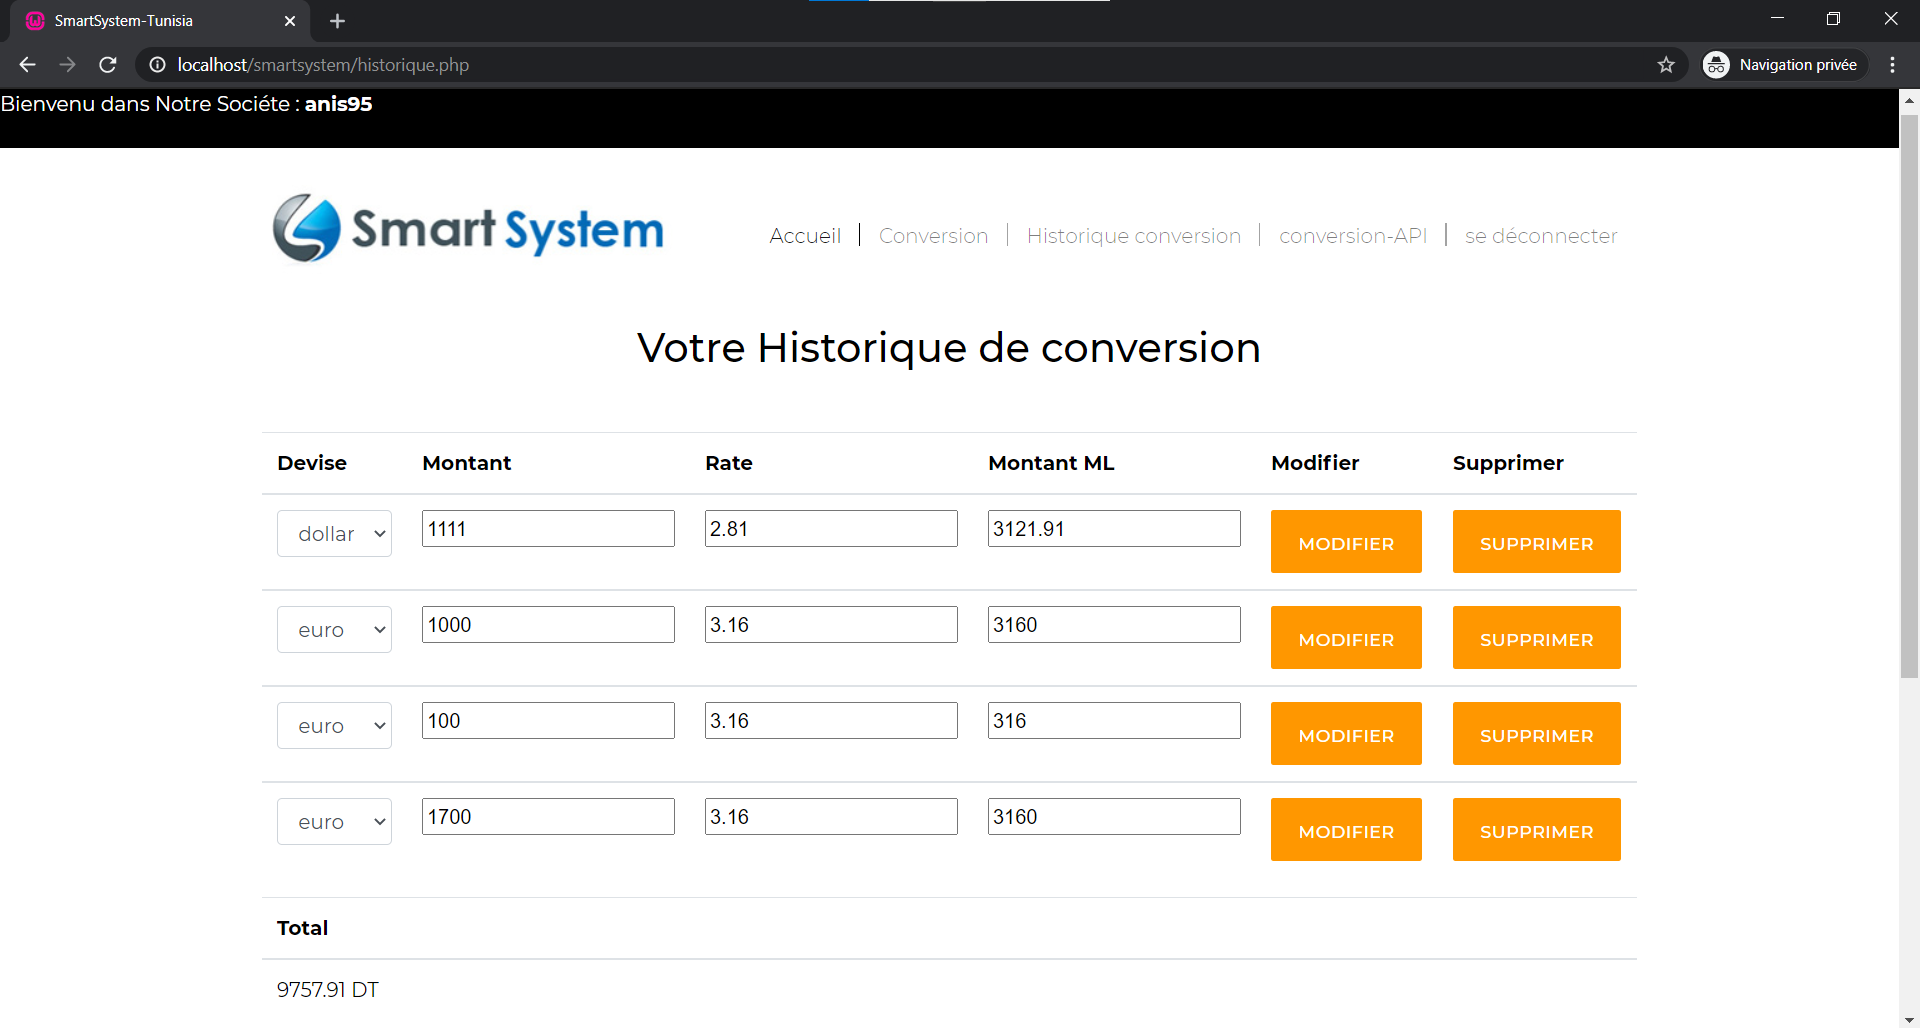 SmartSystem-Tunisia
localhost/smartsystem/historique.php
Navigation privée
Bienvenu dans Notre Sociéte : anis95
Smart System
Accueil Conversion Historique conversion conversion-API se déconnecter
Votre Historique de conversion
Devise Montant Rate Montant ML Modifier Supprimer
dollar 1111 2.81 3121.91 MODIFIER SUPPRIMER
euro 1000 3.16 3160 MODIFIER SUPPRIMER
euro 100 3.16 316 MODIFIER SUPPRIMER
euro 1700 3.16 3160 MODIFIER SUPPRIMER
Total
9757.91 DT